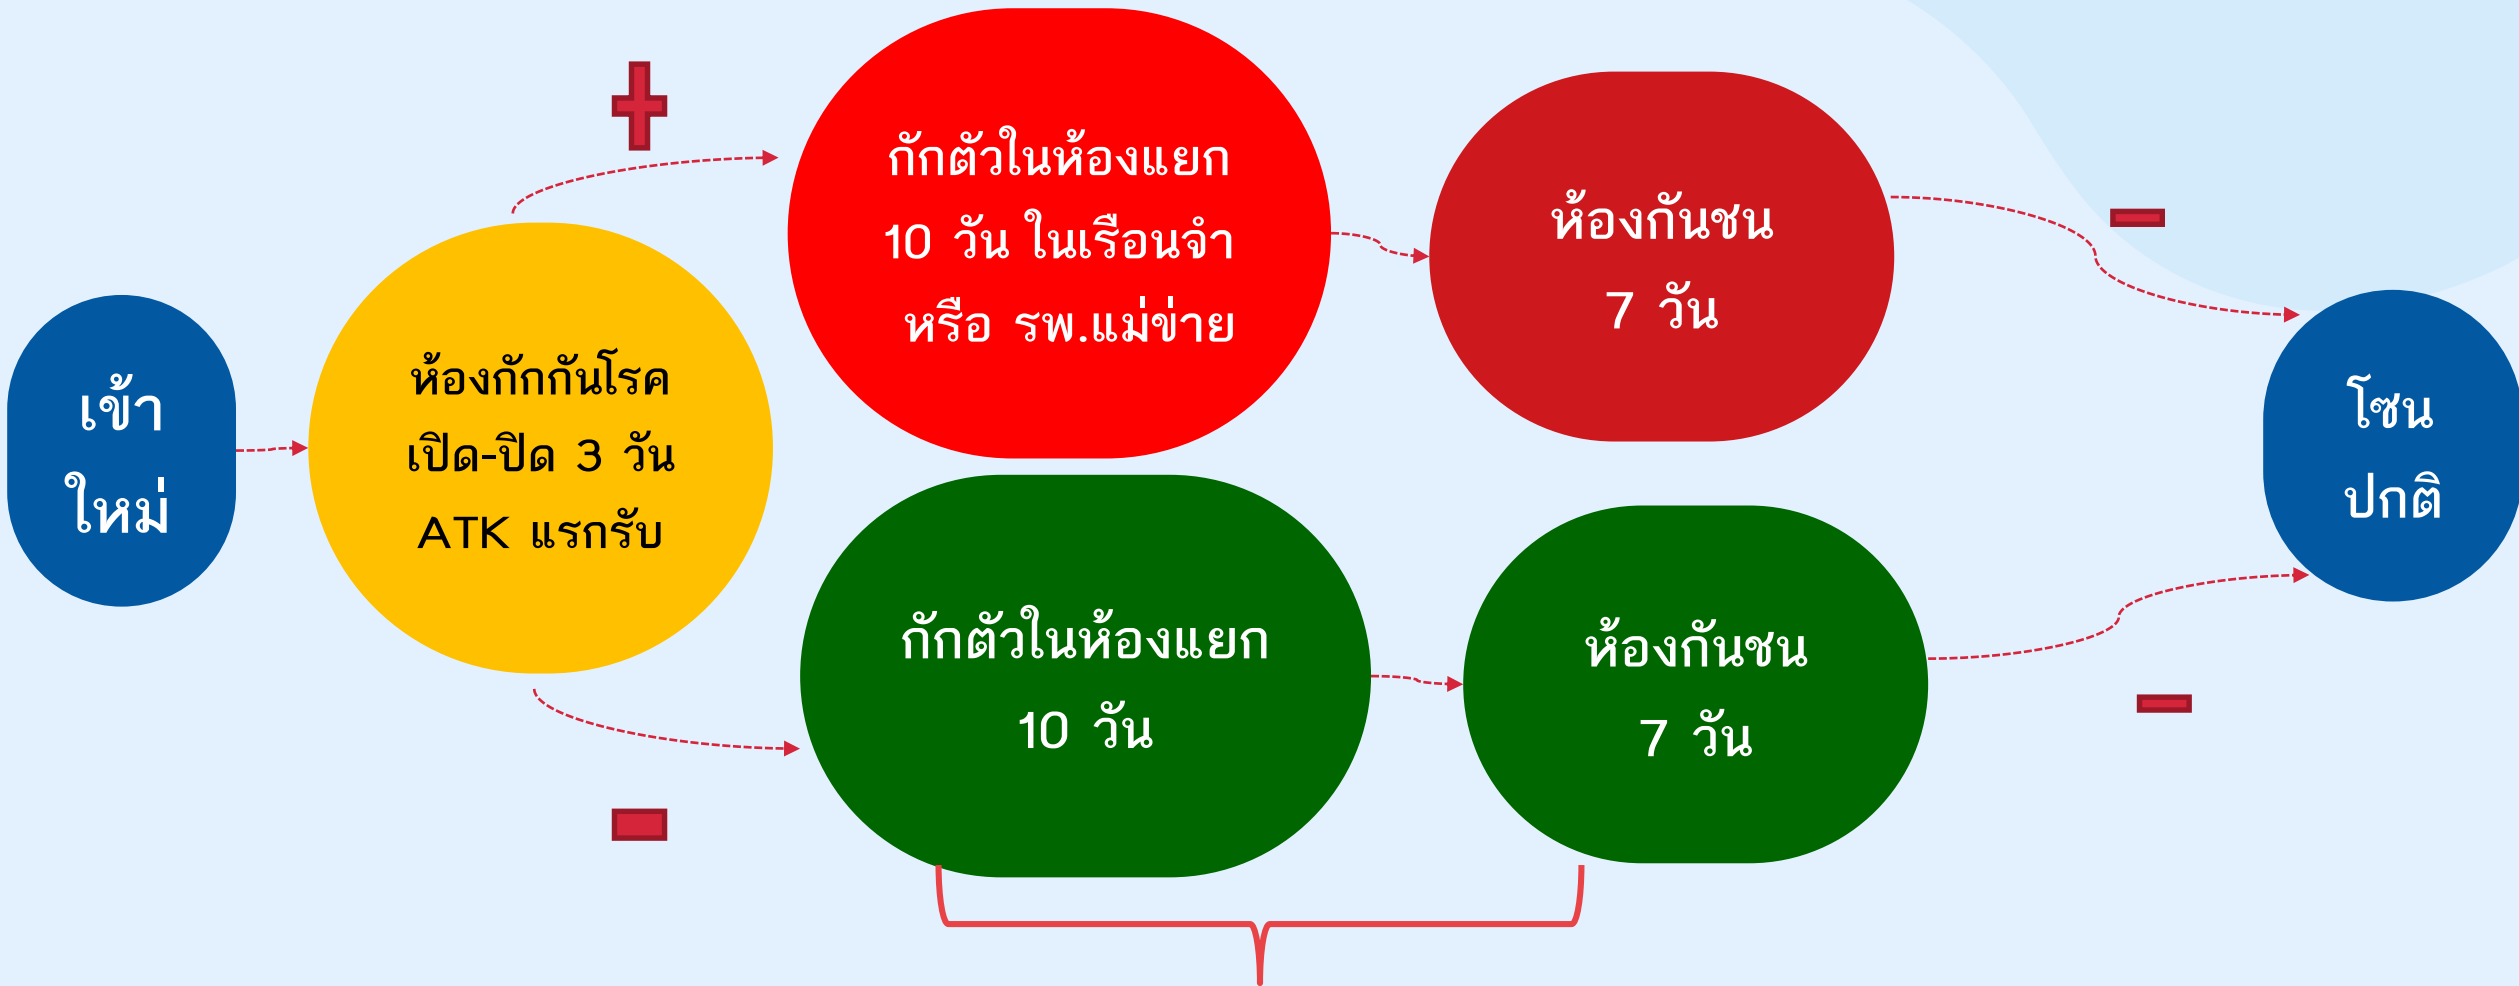 เข้า
ใหม่
ห้องกักกันโรค
เปิด-ปิด 3 วัน
ATK แรกรับ
กักตัวในห้องแยก
10 วัน ในเรือนจำ
หรือ รพ.แม่ข่าย
ห้องกันชน
7 วัน
กักตัวในห้องแยก
10 วัน
ห้องกันชน
7 วัน
โซน
ปกติ